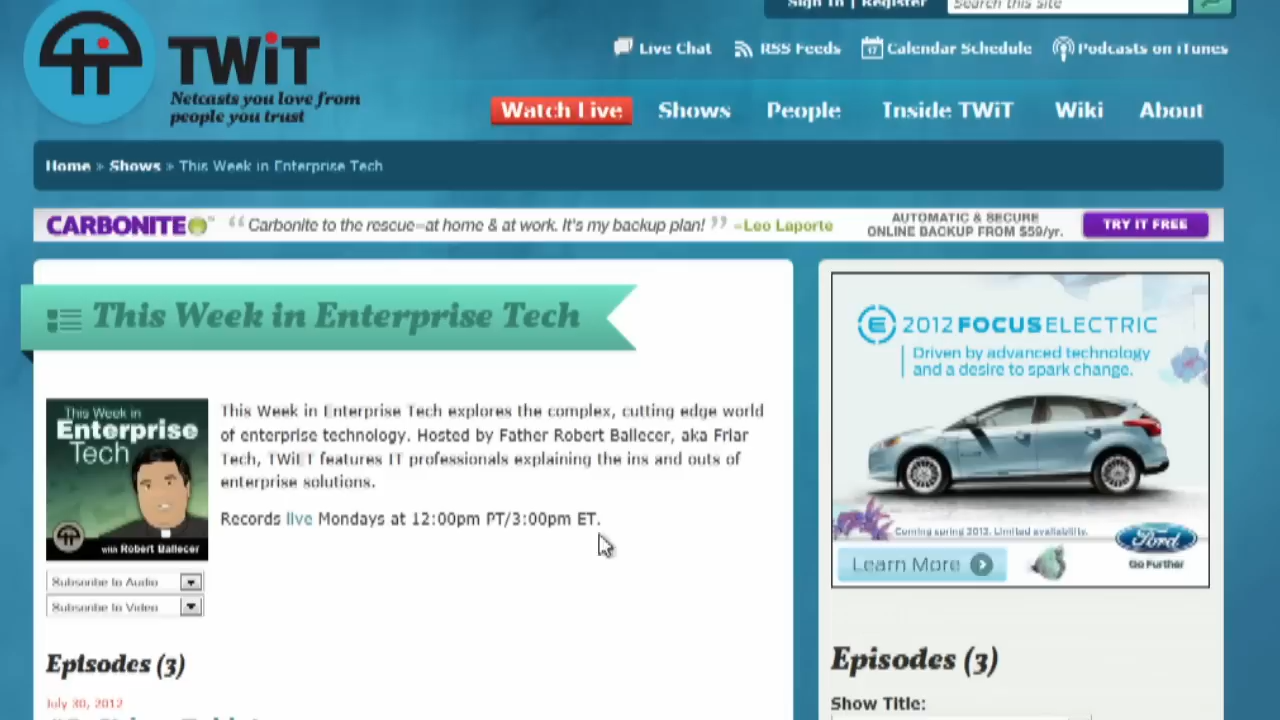 Sign In | Register
Search this site
TWiT
Netcasts you love from
people you trust
Live Chat
RSS Feeds
17
Calendar Schedule
Podcasts on iTunes
Watch Live
Shows
People
Inside TWiT
Wiki
About
Home » Shows » This Week in Enterprise Tech
CARBONITE
“ Carbonite to the rescue–at home & at work. It's my backup plan! ” –Leo Laporte
AUTOMATIC & SECURE
ONLINE BACKUP FROM $59/yr.
TRY IT FREE
This Week in Enterprise Tech
This Week in
Enterprise
Tech
with Robert Ballecer
This Week in Enterprise Tech explores the complex, cutting edge world
of enterprise technology. Hosted by Father Robert Ballecer, aka Friar
Tech, TWiET features IT professionals explaining the ins and outs of
enterprise solutions.
Records live Mondays at 12:00pm PT/3:00pm ET.
Subscribe to Audio
Subscribe to Video
Episodes (3)
July 30, 2012
2012 FOCUS ELECTRIC
Driven by advanced technology
and a desire to spark change.
Coming spring 2012. Limited availability.
Learn More
Ford
Go Further
Episodes (3)
Show Title: